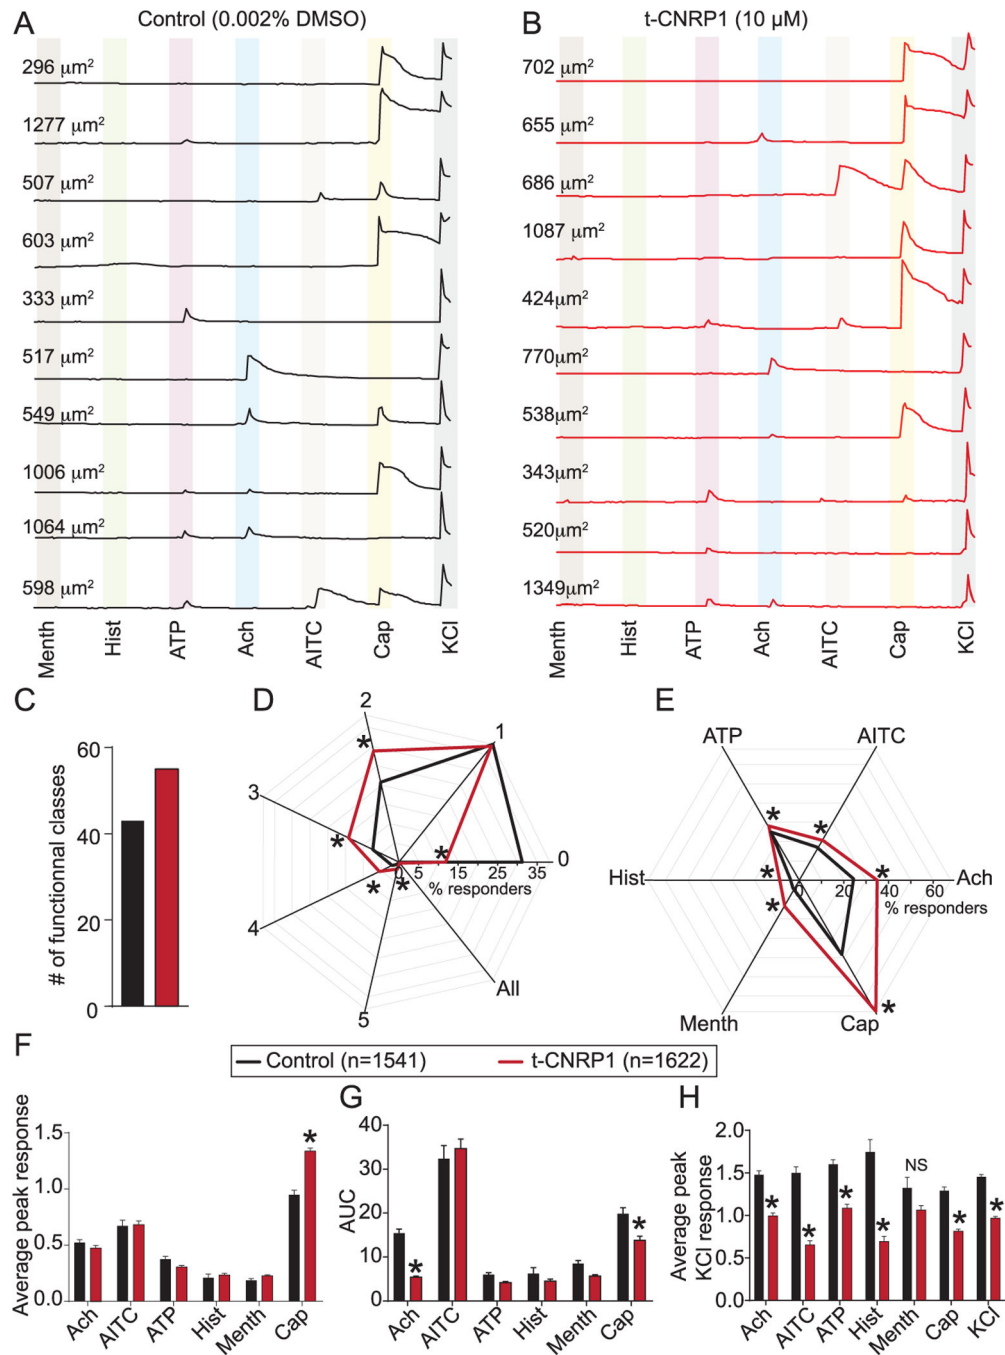 A
Control (0.002% DMSO)
296 μm²
1277 μm²
507 μm²
603 μm²
333 μm²
517 μm²
549 μm²
1006 μm²
1064 μm²
598 μm²
Menth
Hist
ATP
Ach
AITC
Cap
KCl
B
t-CNRP1 (10 μM)
702 μm²
655 μm²
686 μm²
1087 μm²
424μm²
770μm²
538μm²
343μm²
520μm²
1349μm²
Menth
Hist
ATP
Ach
AITC
Cap
KCl
C
# of functionnal classes
60
40
20
0
D
2
1
3
0
4
5
All
0 5 15 25 35
% responders
*
*
*
*
*
E
ATP
AITC
Hist
Ach
Menth
Cap
0 20 40 60
% responders
*
*
*
*
*
*
Control (n=1541)
t-CNRP1 (n=1622)
F
Average peak response
1.5
1.0
0.5
0.0
*
Ach
AITC
ATP
Hist
Menth
Cap
G
AUC
40
30
20
10
0
*
*
Ach
AITC
ATP
Hist
Menth
Cap
H
Average peak
KCl response
2.0
1.5
1.0
0.5
0.0
*
*
*
*
NS
*
*
Ach
AITC
ATP
Hist
Menth
Cap
KCl